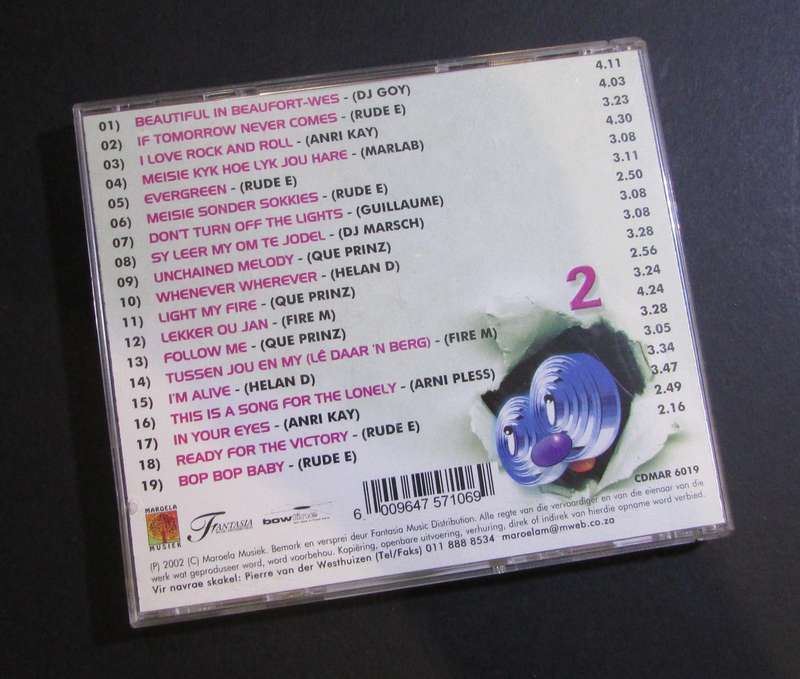 01) BEAUTIFUL IN BEAUFORT-WES - (DJ GOY) 4.11
02) IF TOMORROW NEVER COMES - (RUDE E) 4.03
03) I LOVE ROCK AND ROLL - (ANRI KAY) 3.23
04) MEISIE KYK HOE LYK JOU HARE - (MARLAB) 4.30
05) EVERGREEN - (RUDE E) 3.08
06) MEISIE SONDER SOKKIES - (RUDE E) 3.11
07) DON'T TURN OFF THE LIGHTS - (GUILLAUME) 2.50
08) SY LEER MY OM TE JODEL - (DJ MARSCH) 3.08
09) UNCHAINED MELODY - (QUE PRINZ) 3.08
10) WHENEVER WHEREVER - (HELAN D) 3.28
11) LIGHT MY FIRE - (QUE PRINZ) 2.56
12) LEKKER OU JAN - (FIRE M) 3.24
13) FOLLOW ME - (QUE PRINZ) 4.24
14) TUSSEN JOU EN MY (LÊ DAAR 'N BERG) - (FIRE M) 3.28
15) I'M ALIVE - (HELAN D) 3.05
16) THIS IS A SONG FOR THE LONELY - (ARNI PLESS) 3.34
17) IN YOUR EYES - (ANRI KAY) 3.47
18) READY FOR THE VICTORY - (RUDE E) 2.49
19) BOP BOP BABY - (RUDE E) 2.16
2
CDMAR 6019
6 009647 571069
MAROELA MUSIEK
FANTASIA
bow
(P) 2002 (C) Maroela Musiek. Bemark en versprei deur Fantasia Music Distribution. Alle regte van die vervaardiger en van die eienaar van die
werk wat geproduseer word, word voorbehou. Kopiëring, openbare uitvoering, verhuring, direk of indirek van hierdie opname word verbied.
Vir navrae skakel: Pierre van der Westhuizen (Tel/Faks) 011 888 8534 maroelam@mweb.co.za